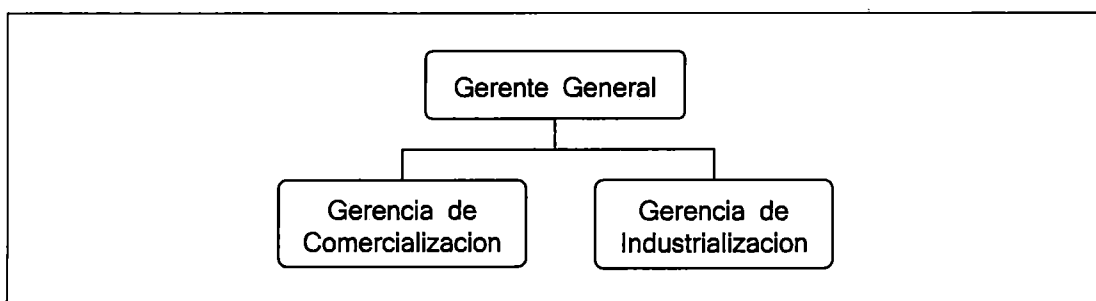 Gerente General
Gerencia de
Comercializacion
Gerencia de
Industrializacion